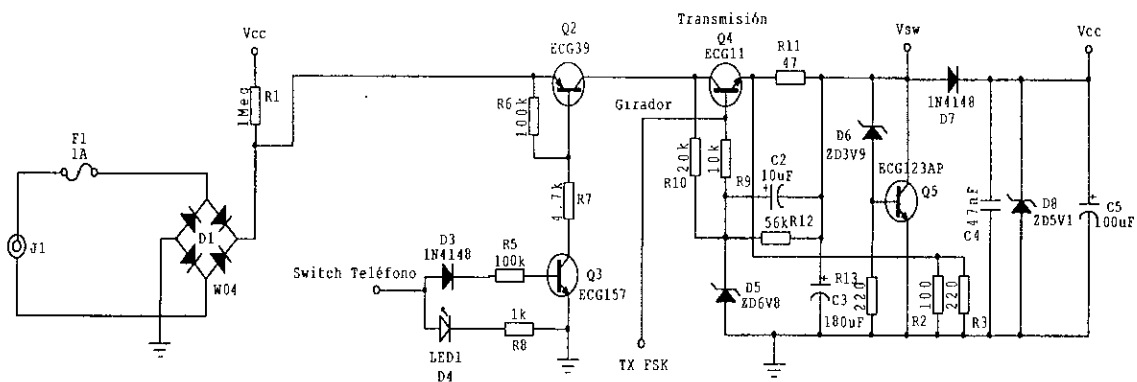 Vcc
R1
1Meg
F1
1A
J1
D1
W04
Q2
ECG39
R6
100k
R7
4.7k
D3
1N4148
R5
100k
Q3
ECG157
Switch Teléfono
LED1
D4
1k
R8
Transmisión
Q4
ECG11
R11
47
Girador
R10
20k
10k
R9
C2
10uF
56k
R12
D5
ZD6V8
TX FSK
R13
C3
180uF
220
D6
ZD3V9
ECG123AP
Q5
Vsw
1N4148
D7
Vcc
C4
47nF
D8
ZD5V1
C5
100uF
R2
100
220
R3